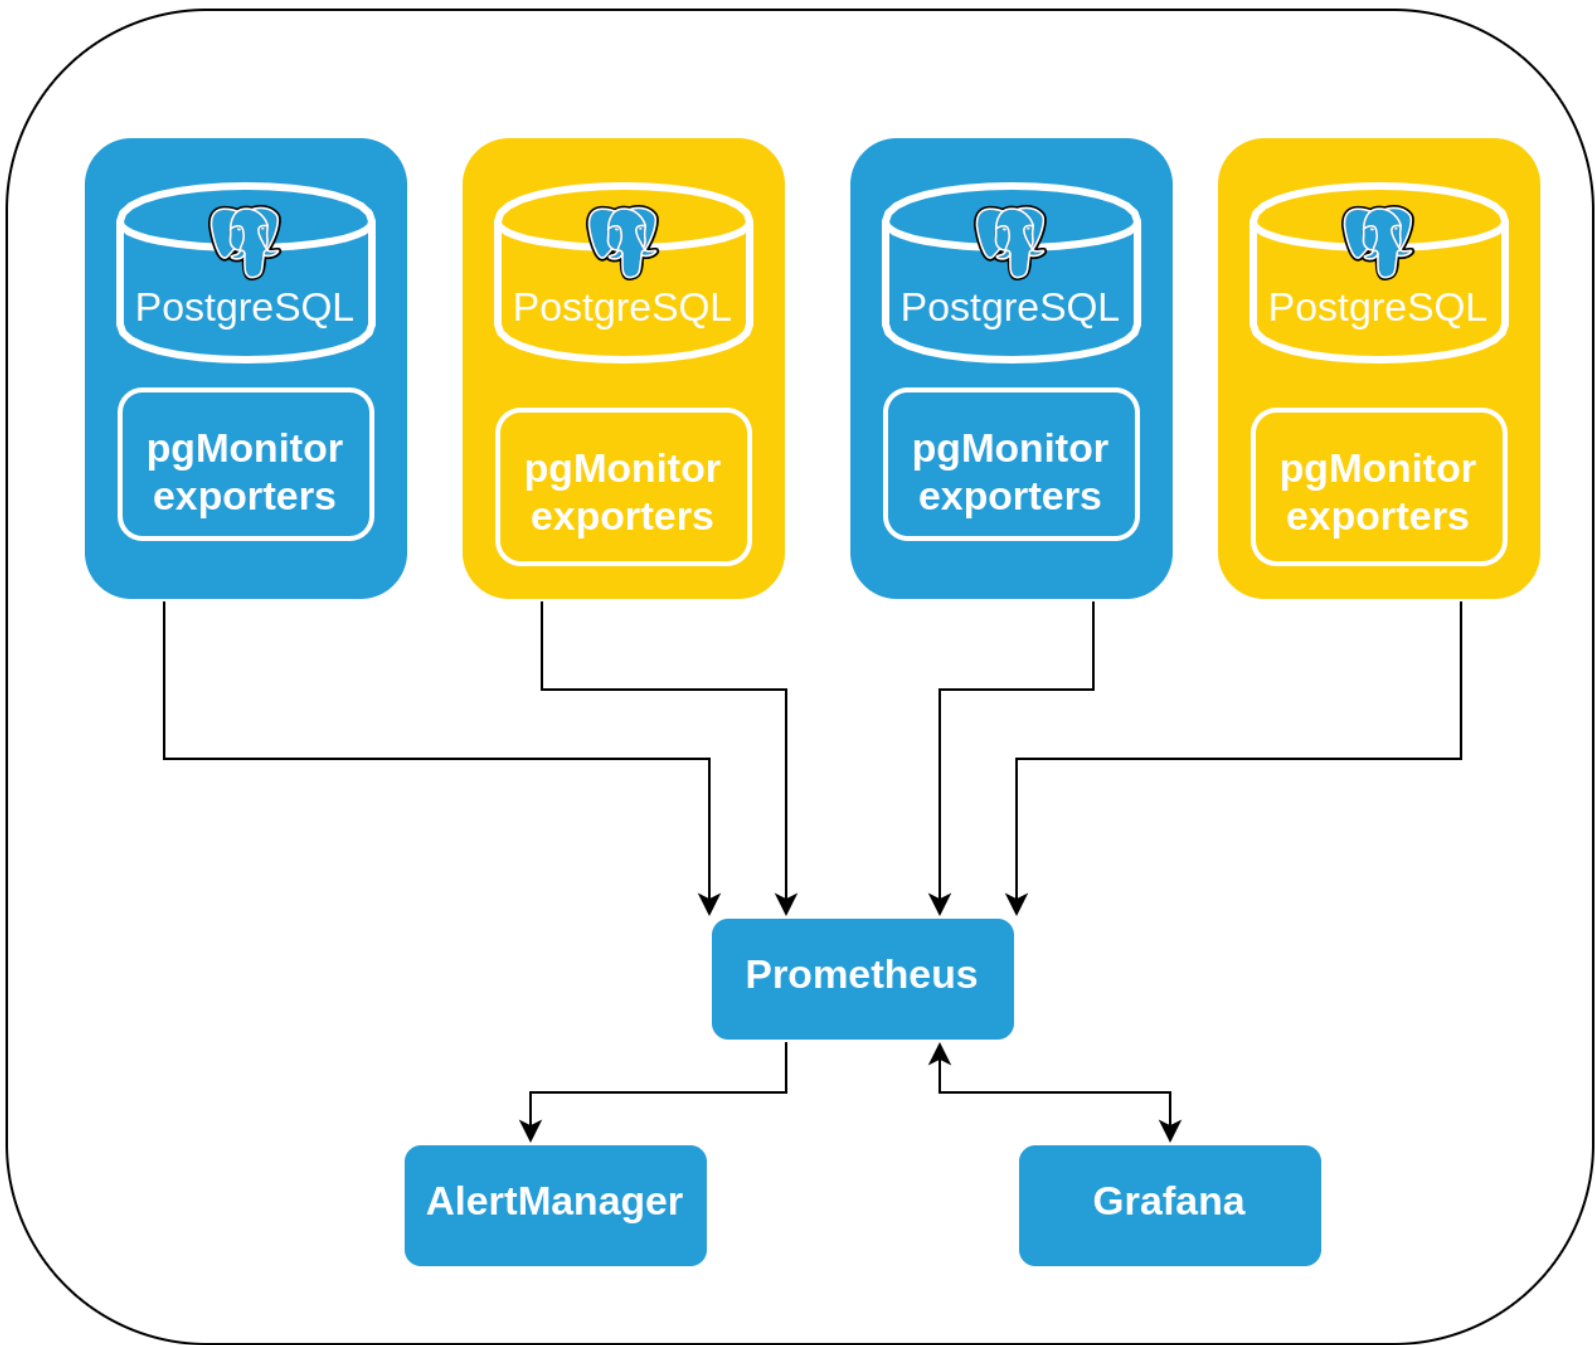 PostgreSQL
PostgreSQL
PostgreSQL
PostgreSQL
pgMonitor
exporters
pgMonitor
exporters
pgMonitor
exporters
pgMonitor
exporters
Prometheus
AlertManager
Grafana